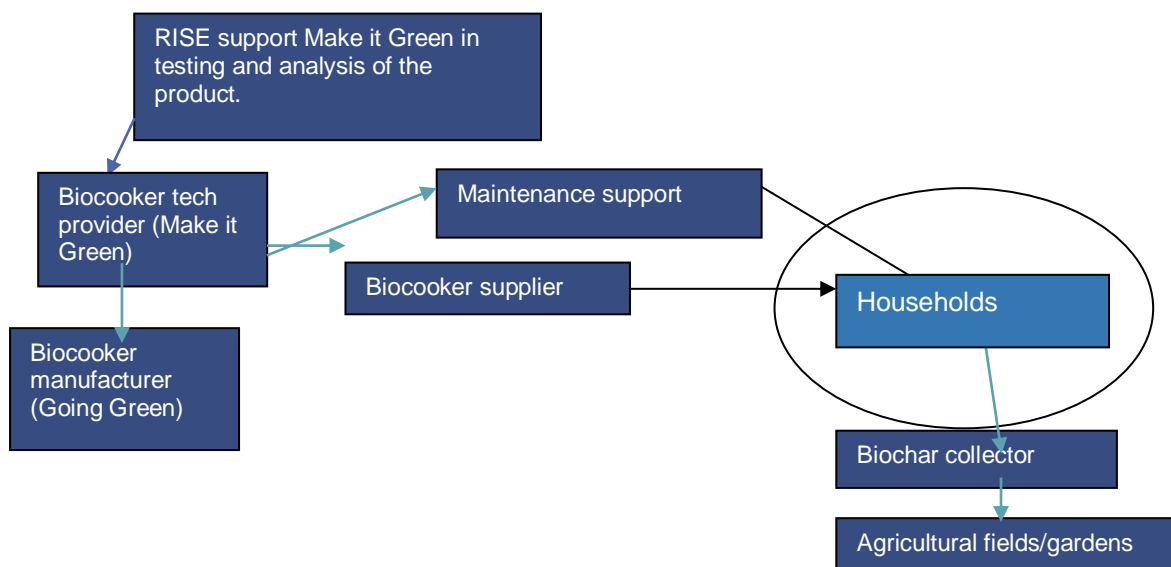 RISE support Make it Green in
testing and analysis of the
product.
Biocooker tech
provider (Make it
Green)
Maintenance support
Biocooker supplier
Households
Biocooker
manufacturer
(Going Green)
Biochar collector
Agricultural fields/gardens